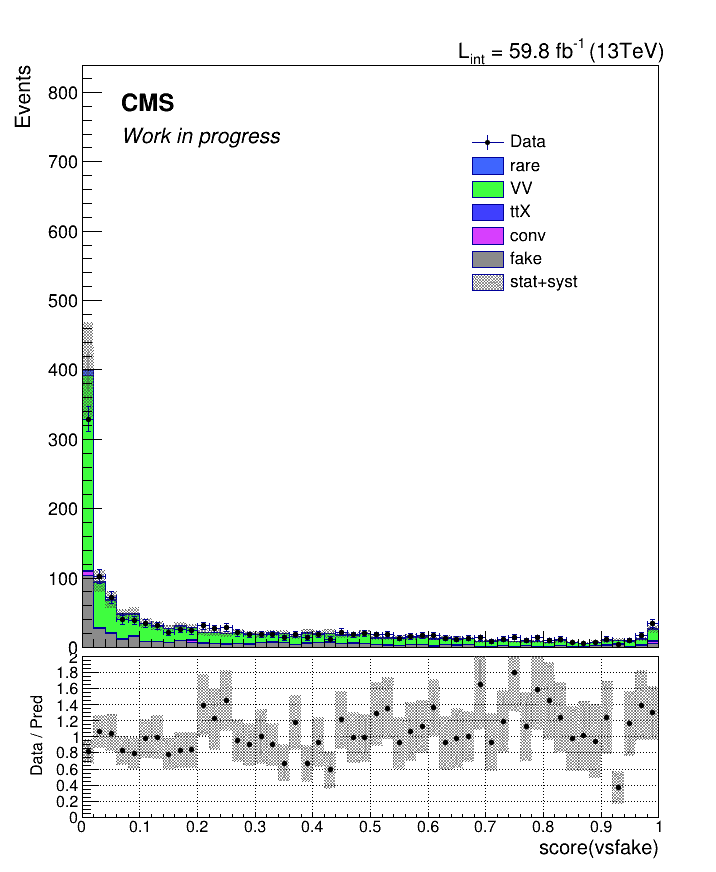 L_int = 59.8 fb^-1 (13TeV)
Events
CMS
Work in progress
Data
rare
VV
ttX
conv
fake
stat+syst
800
700
600
500
400
300
200
100
0
Data / Pred
2
1.8
1.6
1.4
1.2
1
0.8
0.6
0.4
0.2
0
0 0.1 0.2 0.3 0.4 0.5 0.6 0.7 0.8 0.9 1
score(vsfake)